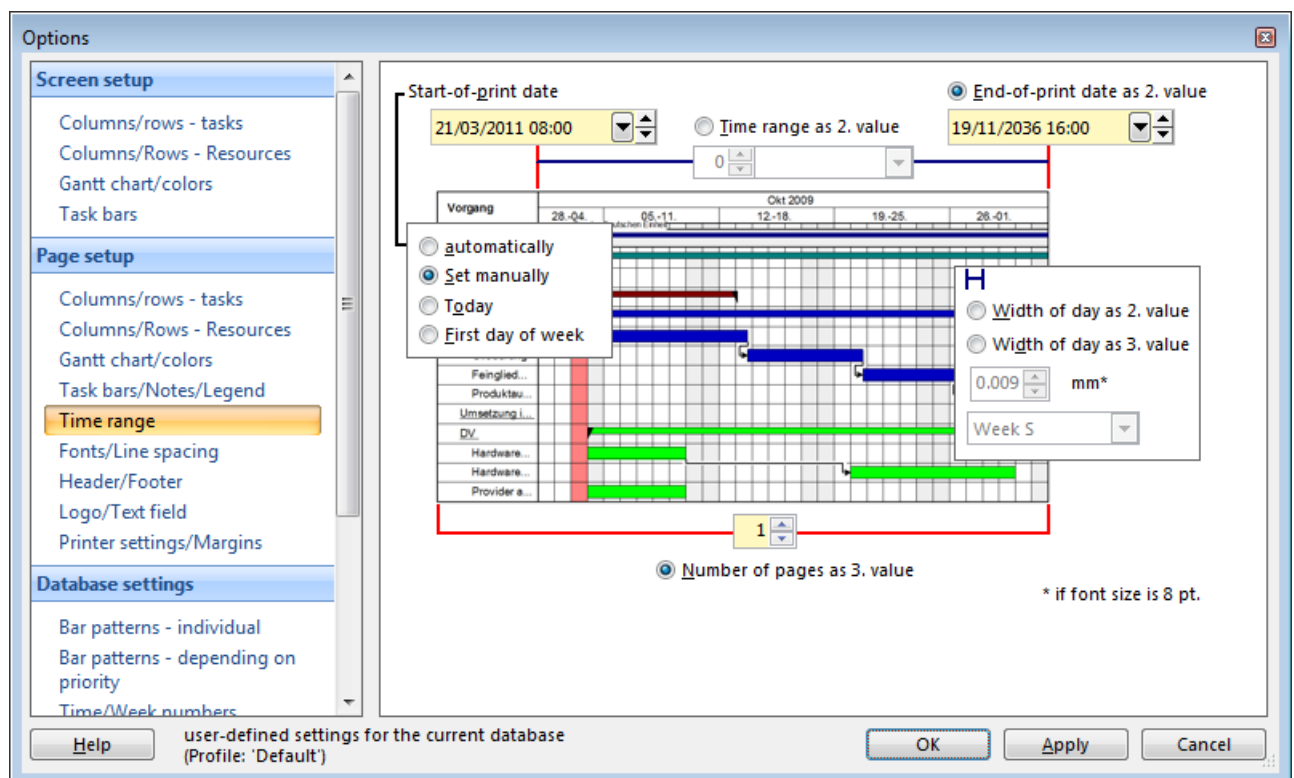 Options
Screen setup
Columns/rows - tasks
Columns/Rows - Resources
Gantt chart/colors
Task bars
Page setup
Columns/rows - tasks
Columns/Rows - Resources
Gantt chart/colors
Task bars/Notes/Legend
Time range
Fonts/Line spacing
Header/Footer
Logo/Text field
Printer settings/Margins
Database settings
Bar patterns - individual
Bar patterns - depending on
priority
Time/Week numbers
Start-of-print date
21/03/2011 08:00
Time range as 2. value
0
End-of-print date as 2. value
19/11/2036 16:00
Vorgang
Okt 2009
28.-04. 05.-11. 12.-18. 19.-25. 26.-01.
automatically
Set manually
Today
First day of week
Width of day as 2. value
Width of day as 3. value
0.009 mm*
Week S
Feinglied...
Produktau...
Umsetzung i...
DV
Hardware...
Hardware...
Provider a...
1
Number of pages as 3. value
* if font size is 8 pt.
Help
user-defined settings for the current database
(Profile: 'Default')
OK
Apply
Cancel